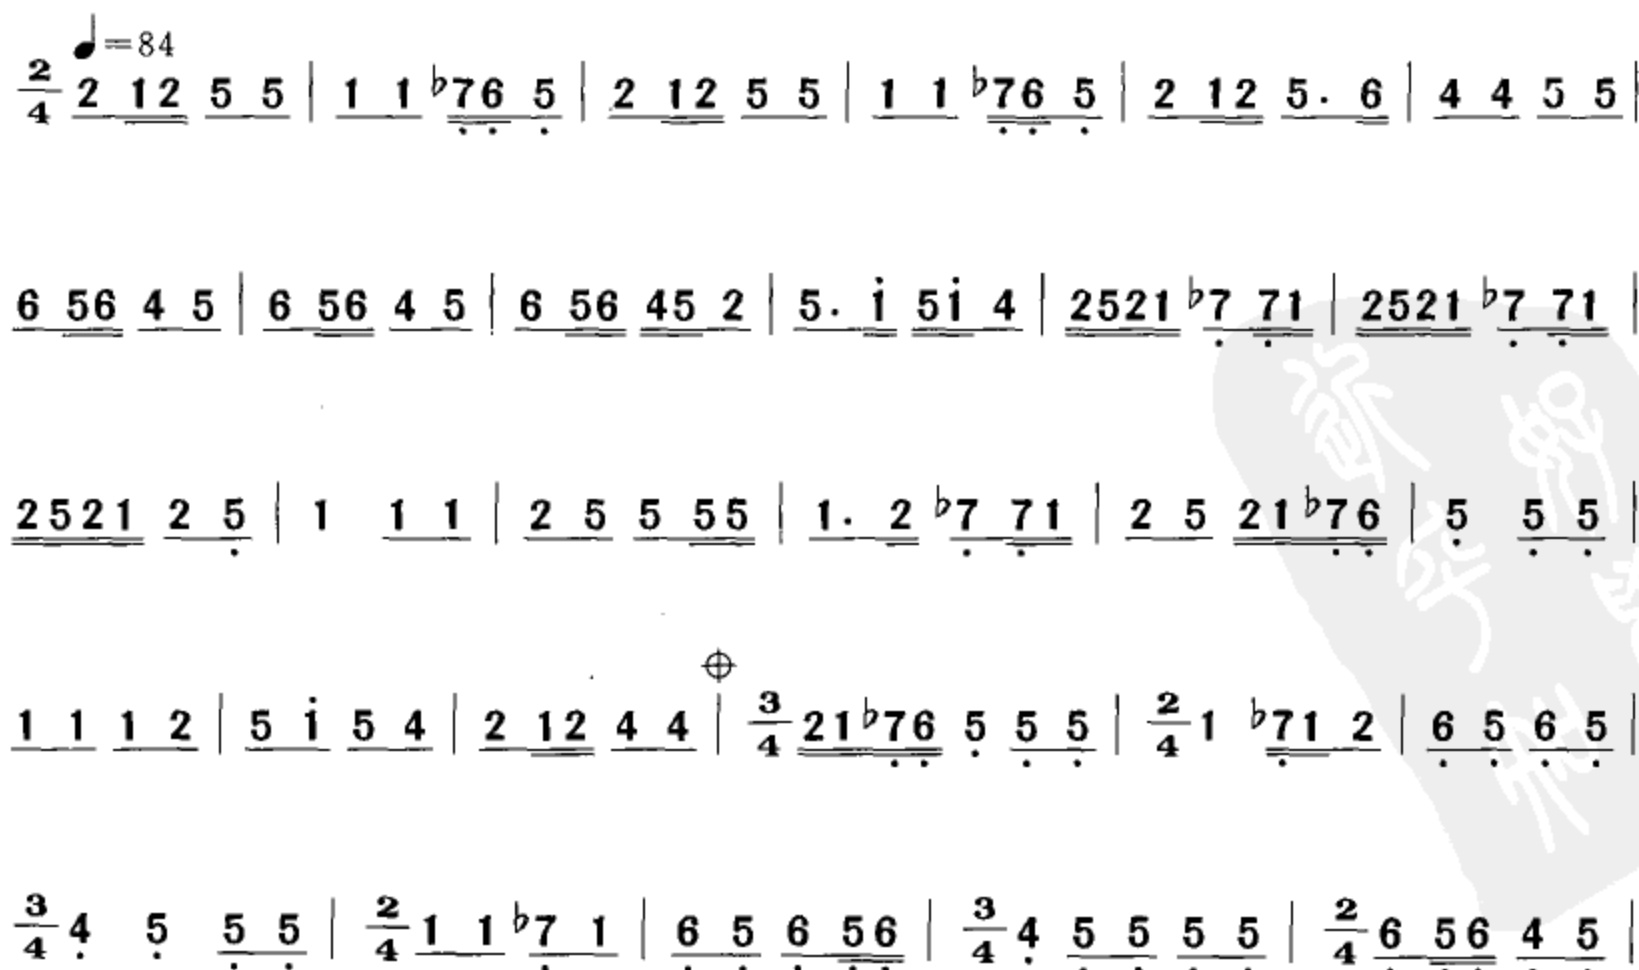 ♩=84
2/4 2 12 5 5 | 1 1 ♭76 5 | 2 12 5 5 | 1 1 ♭76 5 | 2 12 5. 6 | 4 4 5 5 |
6 56 4 5 | 6 56 4 5 | 6 56 45 2 | 5. i 5i 4 | 2521 ♭7 71 | 2521 ♭7 71 |
2521 2 5 | 1 1 1 | 2 5 5 55 | 1. 2 ♭7 71 | 2 5 21♭76 | 5 5 5 |
1 1 1 2 | 5 i 5 4 | 2 12 4 4 | 3/4 21♭76 5 5 5 | 2/4 1 ♭71 2 | 6 5 6 5 |
3/4 4 5 5 5 | 2/4 1 1 ♭7 1 | 6 5 6 56 | 3/4 4 5 5 5 5 | 2/4 6 56 4 5 |